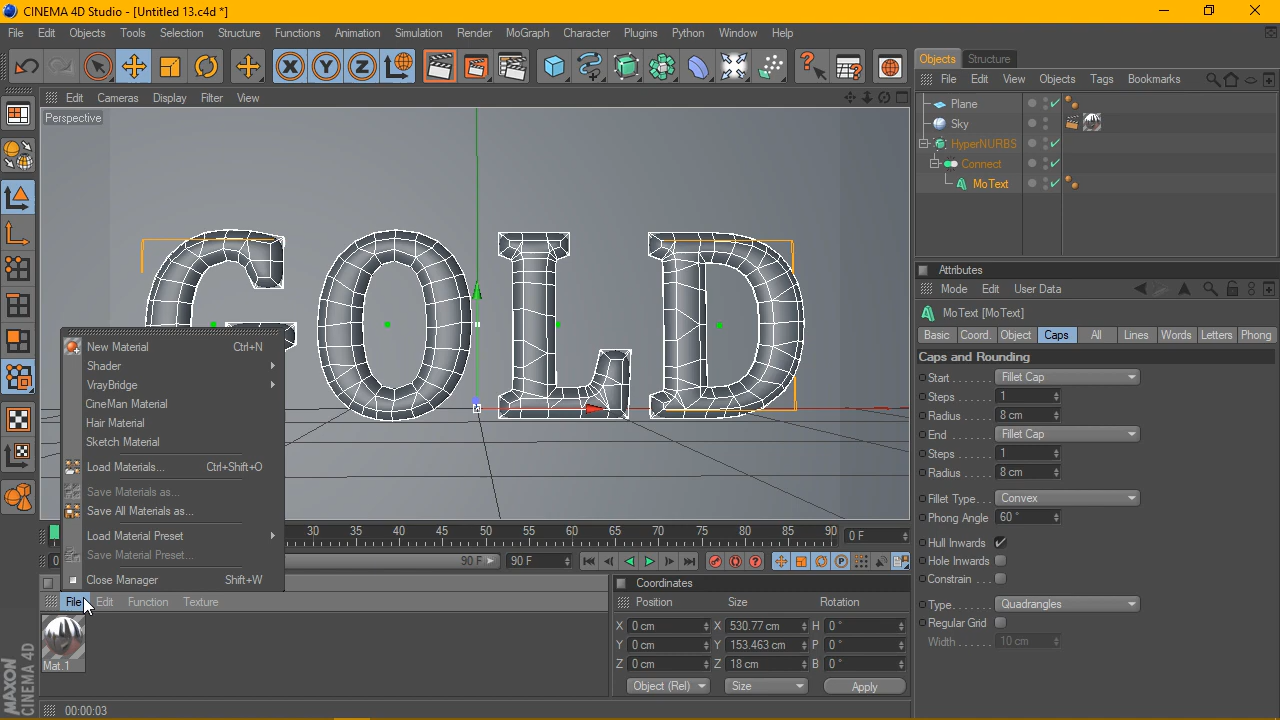 CINEMA 4D Studio - [Untitled 13.c4d *]
File Edit Objects Tools Selection Structure Functions Animation Simulation Render MoGraph Character Plugins Python Window Help
Objects Structure
File Edit View Objects Tags Bookmarks
Edit Cameras Display Filter View
Perspective
Plane
Sky
HyperNURBS
Connect
MoText
GOLD
Attributes
Mode Edit User Data
MoText [MoText]
Basic Coord. Object Caps All Lines Words Letters Phong
Caps and Rounding
Start . . . . . . . Fillet Cap
Steps . . . . . . 1
Radius . . . . . 8 cm
End . . . . . . . . Fillet Cap
Steps . . . . . . 1
Radius . . . . . 8 cm
Fillet Type. . . Convex
Phong Angle 60 °
Hull Inwards
Hole Inwards
Constrain . . .
Type. . . . . . . Quadrangles
Regular Grid
Width. . . . . . 10 cm
New Material Ctrl+N
Shader
VrayBridge
CineMan Material
Hair Material
Sketch Material
Load Materials... Ctrl+Shift+O
Save Materials as...
Save All Materials as...
Load Material Preset
Save Material Preset...
Close Manager Shift+W
0 30 35 40 45 50 55 60 65 70 75 80 85 90 0 F
0 90 F 90 F
File Edit Function Texture
Mat.1
Coordinates
Position Size Rotation
X 0 cm X 530.77 cm H 0 °
Y 0 cm Y 153.463 cm P 0 °
Z 0 cm Z 18 cm B 0 °
Object (Rel) Size Apply
MAXON
CINEMA 4D
00:00:03